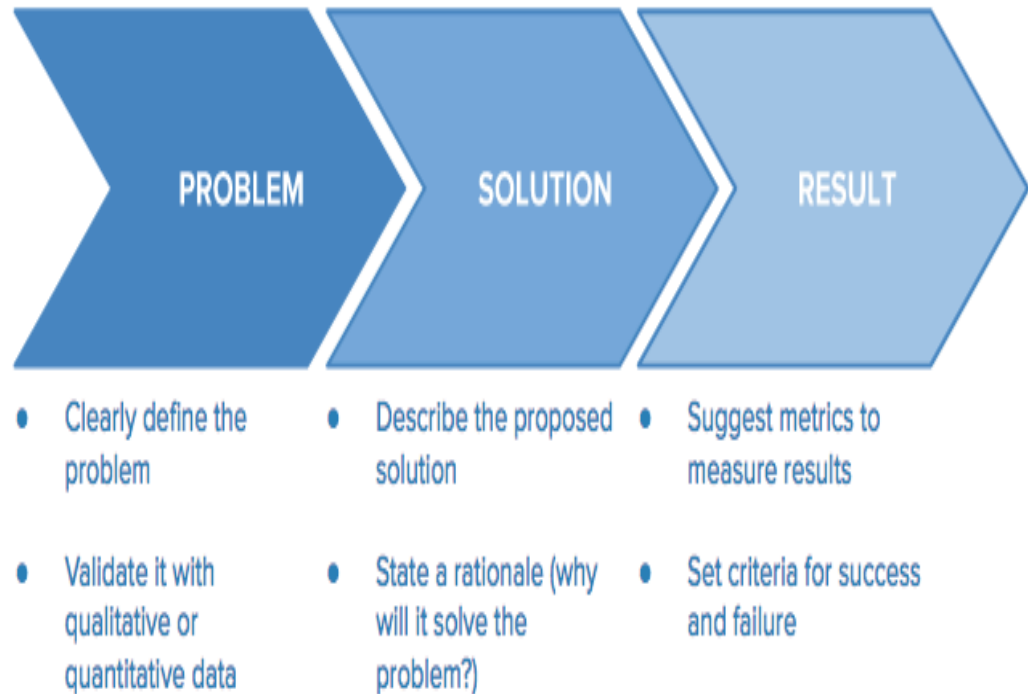 PROBLEM
SOLUTION
RESULT
• Clearly define the
problem
• Validate it with
qualitative or
quantitative data
• Describe the proposed
solution
• State a rationale (why
will it solve the
problem?)
• Suggest metrics to
measure results
• Set criteria for success
and failure